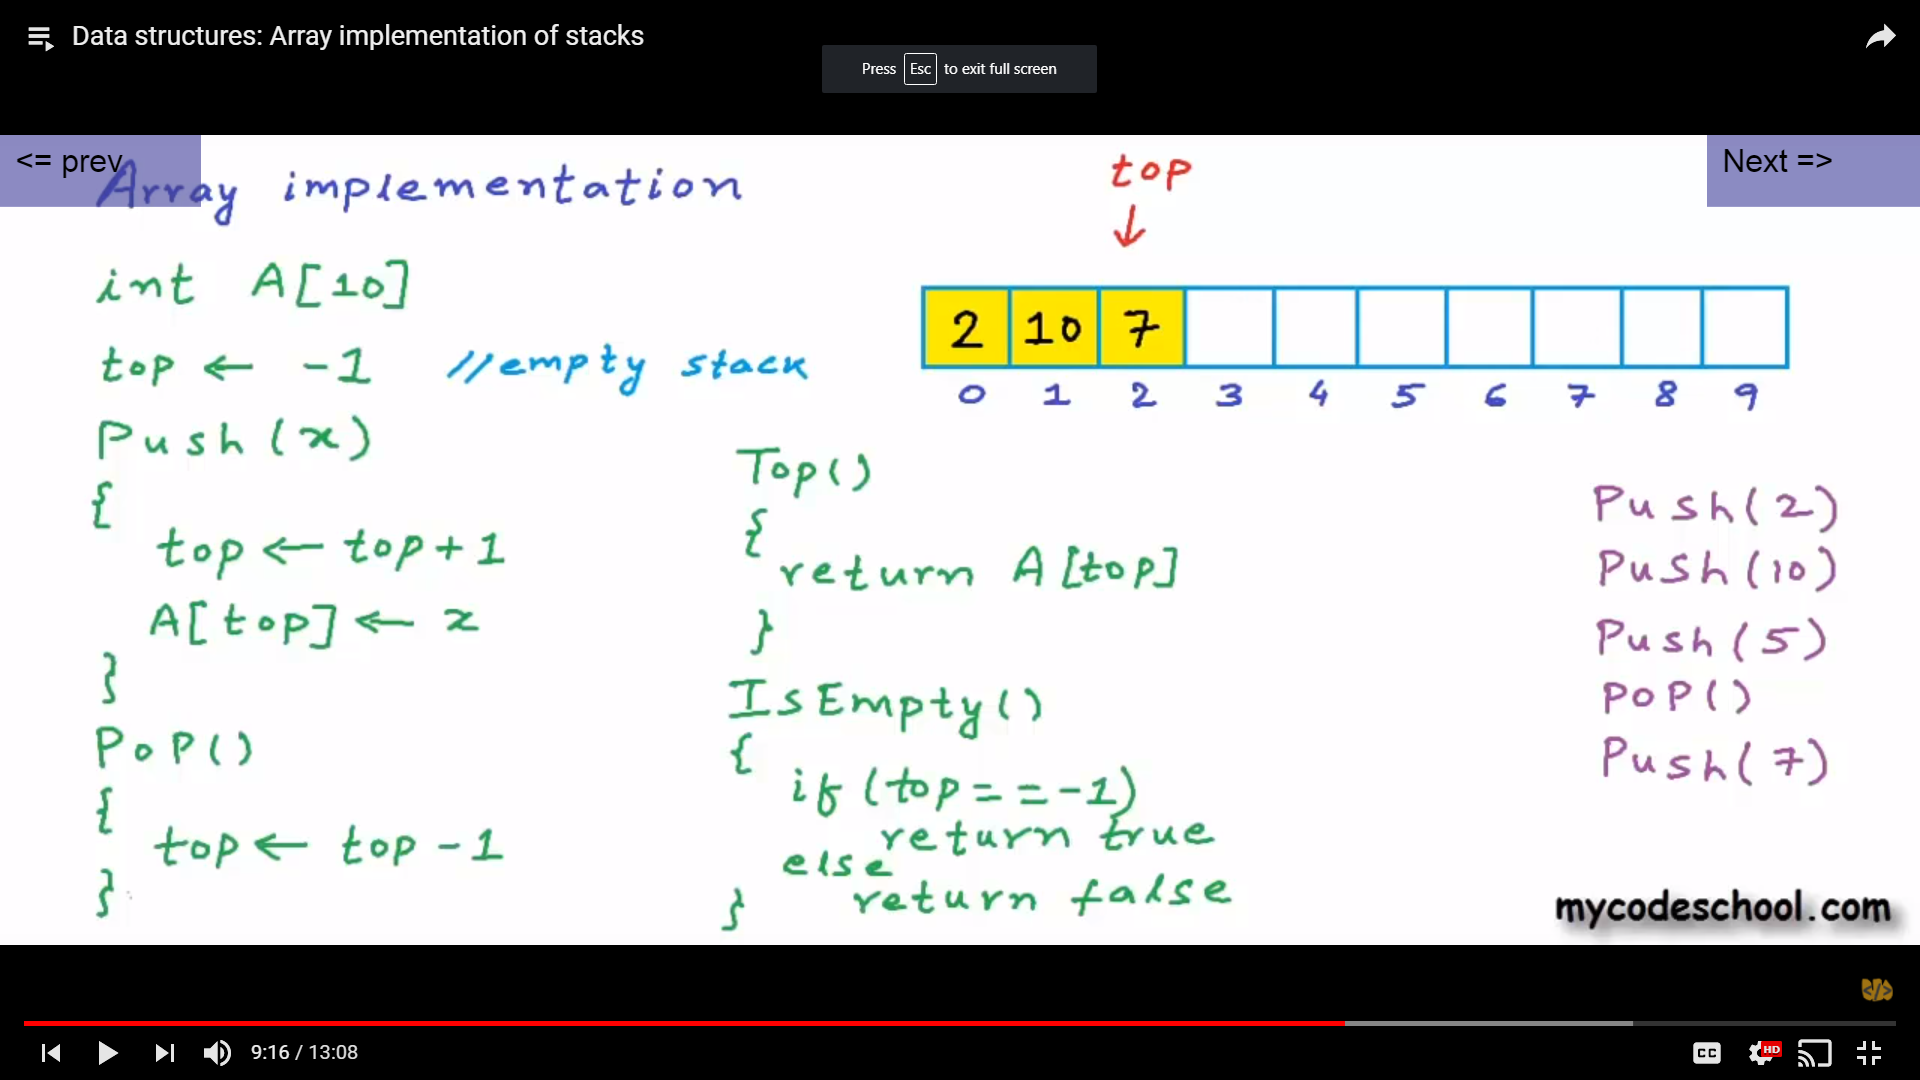 Data structures: Array implementation of stacks
Press Esc to exit full screen
<= prev
Next =>
Array implementation
int A[10]
top ← -1 //empty stack
Push(x)
{
top ← top+1
A[top] ← x
}
PoP()
{
top ← top -1
}
top
↓
2 10 7
0 1 2 3 4 5 6 7 8 9
Top()
{
return A[top]
}
IsEmpty()
{
if (top == -1)
return true
else
return false
}
Push(2)
Push(10)
Push(5)
PoP()
Push(7)
mycodeschool.com
9:16 / 13:08
CC
HD